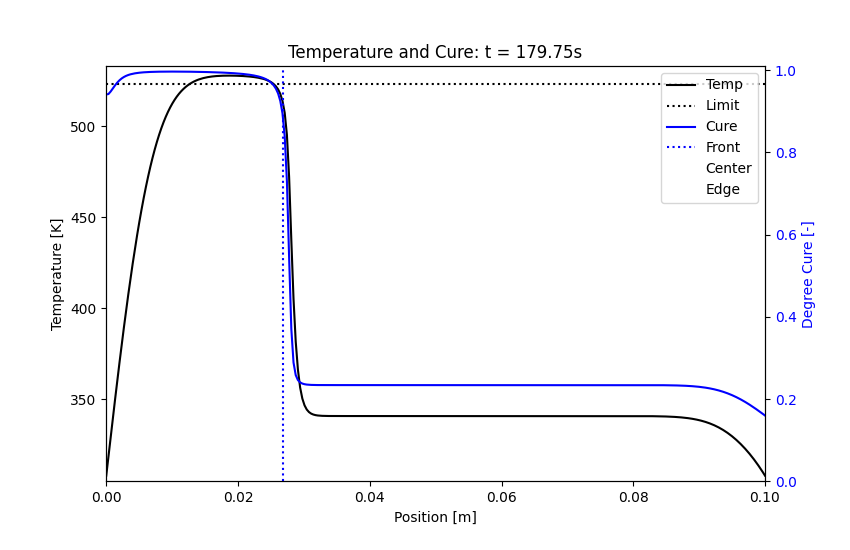 Temperature and Cure: t = 179.75s
Temp
Limit
Cure
Front
Center
Edge
500
450
400
350
Temperature [K]
1.0
0.8
0.6
0.4
0.2
0.0
Degree Cure [-]
0.00
0.02
0.04
0.06
0.08
0.10
Position [m]